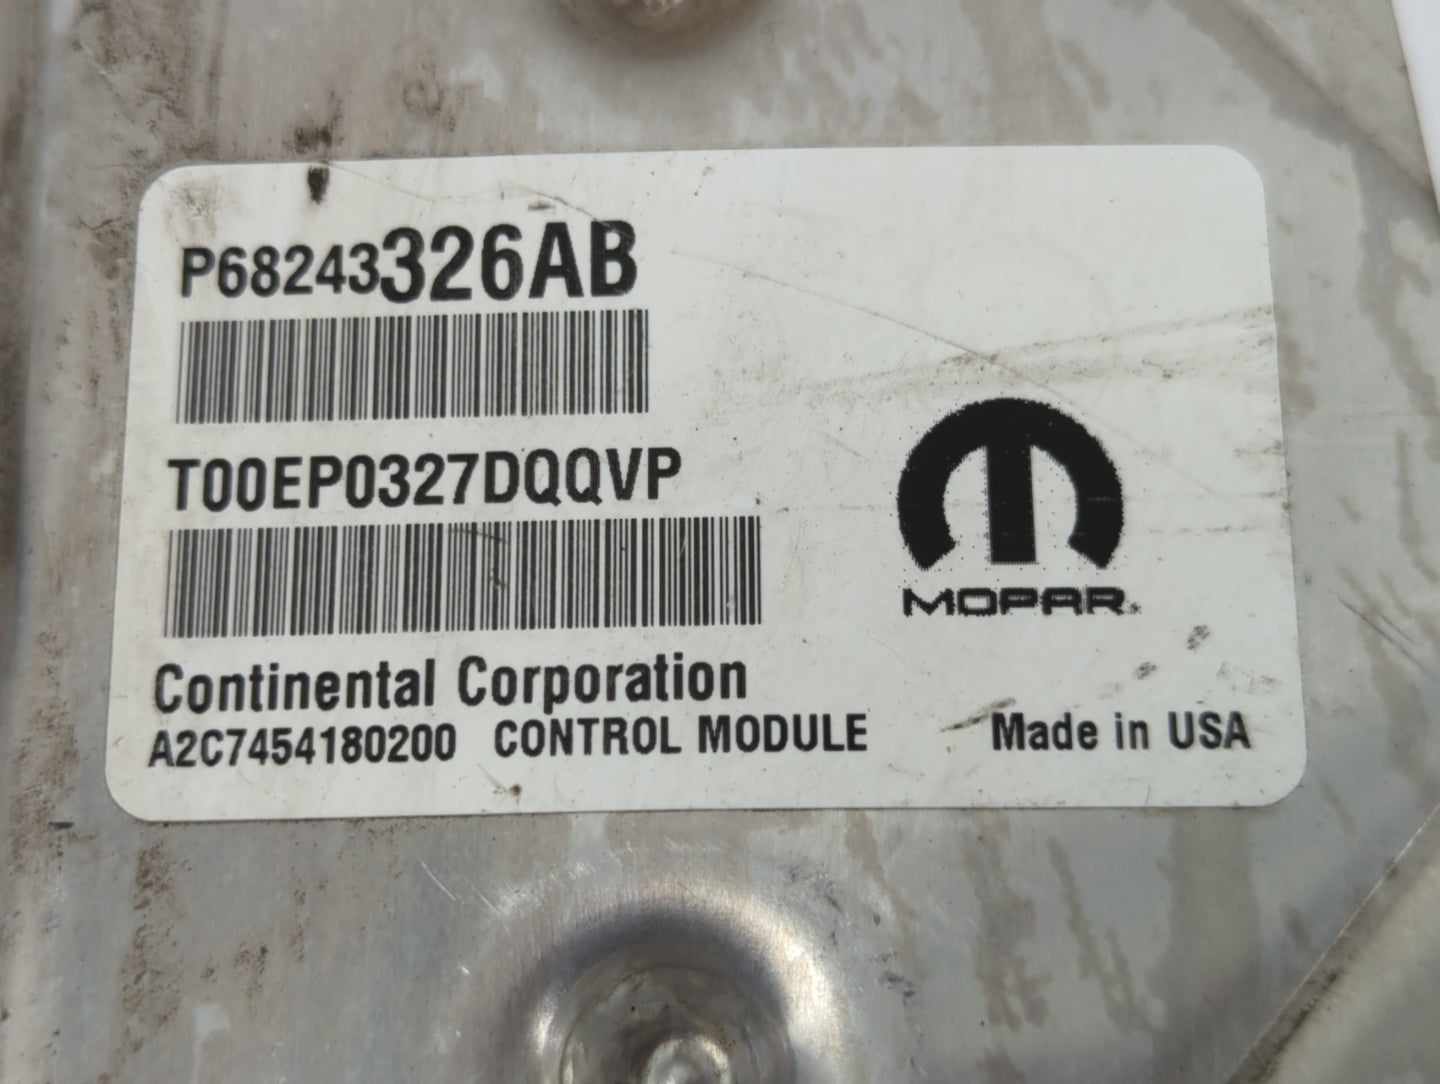 P68243326AB
T00EP0327DQQVP
MOPAR®
Continental Corporation
A2C7454180200 CONTROL MODULE Made in USA